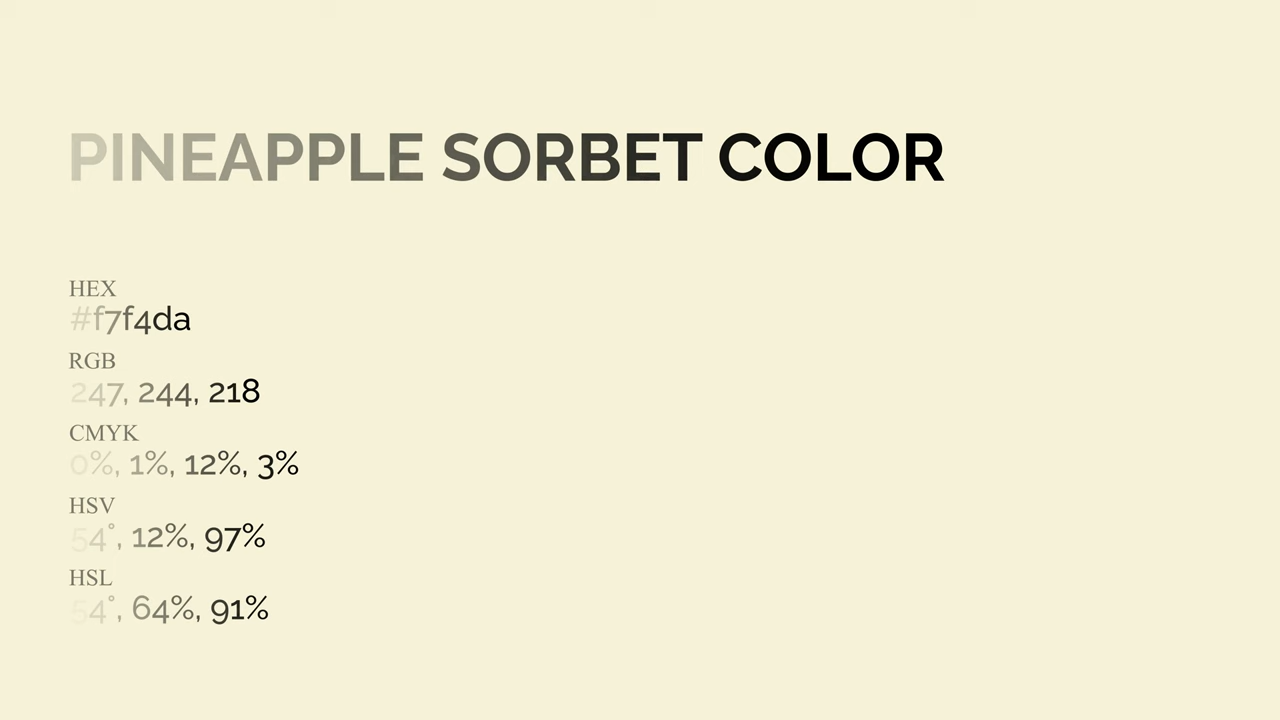 PINEAPPLE SORBET COLOR
HEX
#f7f4da
RGB
247, 244, 218
CMYK
0%, 1%, 12%, 3%
HSV
54°, 12%, 97%
HSL
54°, 64%, 91%